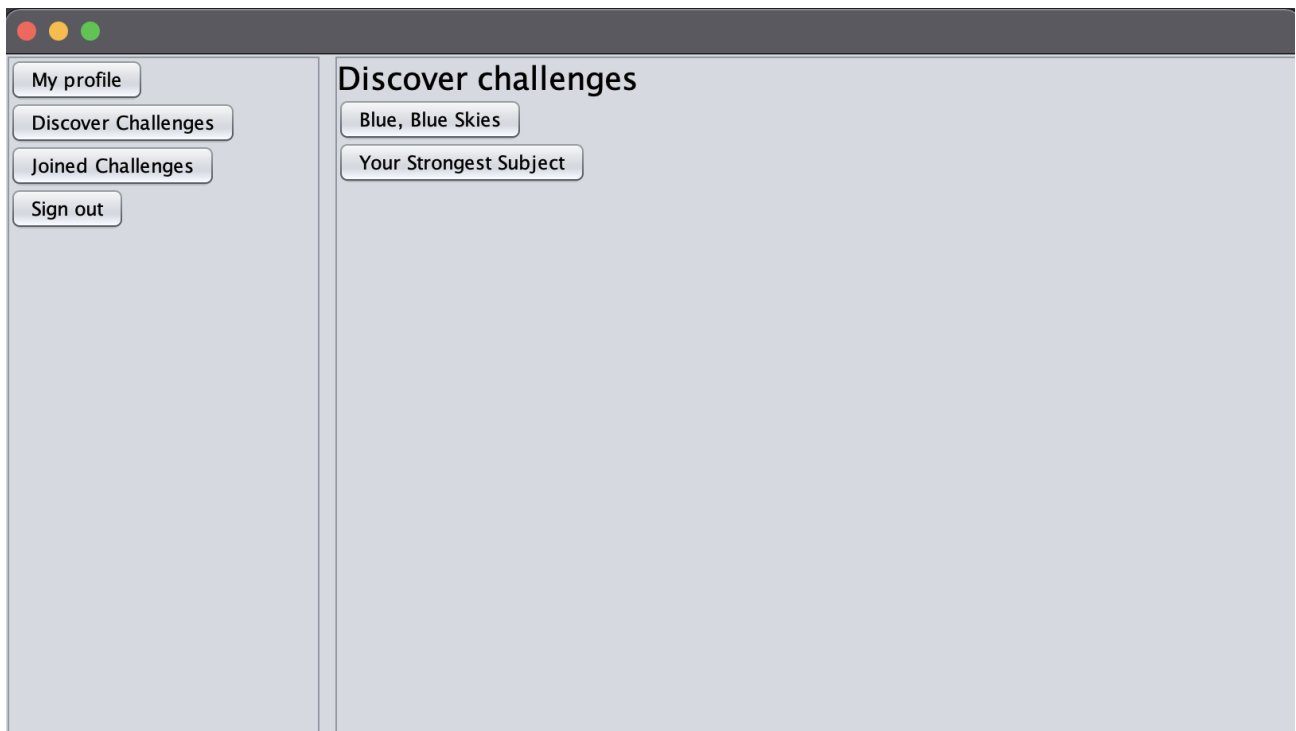 My profile
Discover Challenges
Joined Challenges
Sign out
Discover challenges
Blue, Blue Skies
Your Strongest Subject